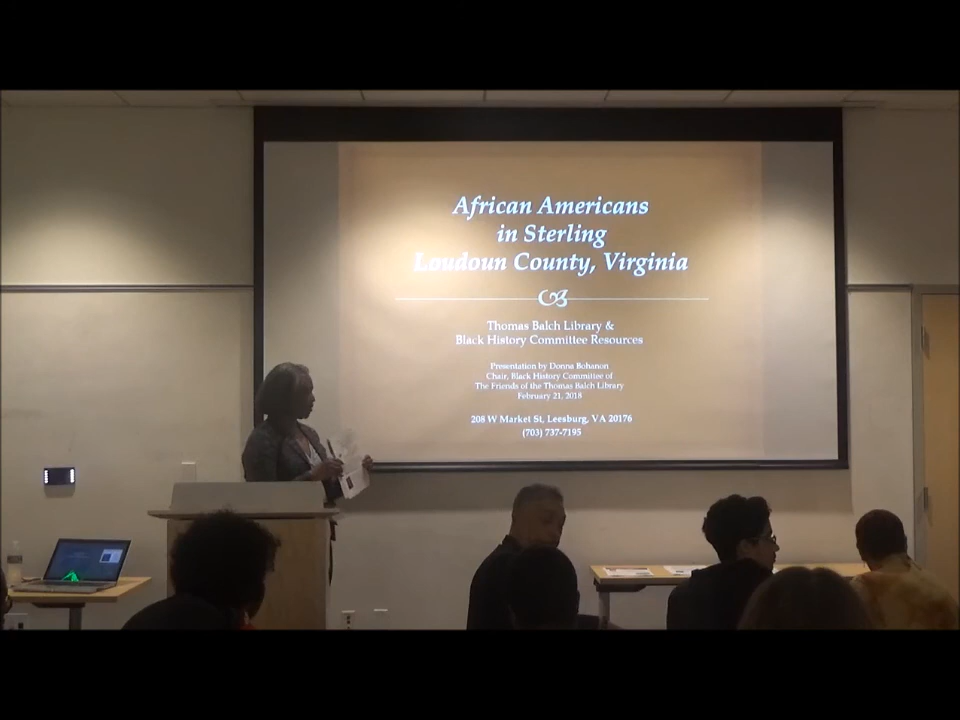 African Americans
in Sterling
Loudoun County, Virginia
Thomas Balch Library &
Black History Committee Resources
Presentation by Donna Bohanon
Chair, Black History Committee of
The Friends of the Thomas Balch Library
February 21, 2018
208 W Market St, Leesburg, VA 20176
(703) 737-7195